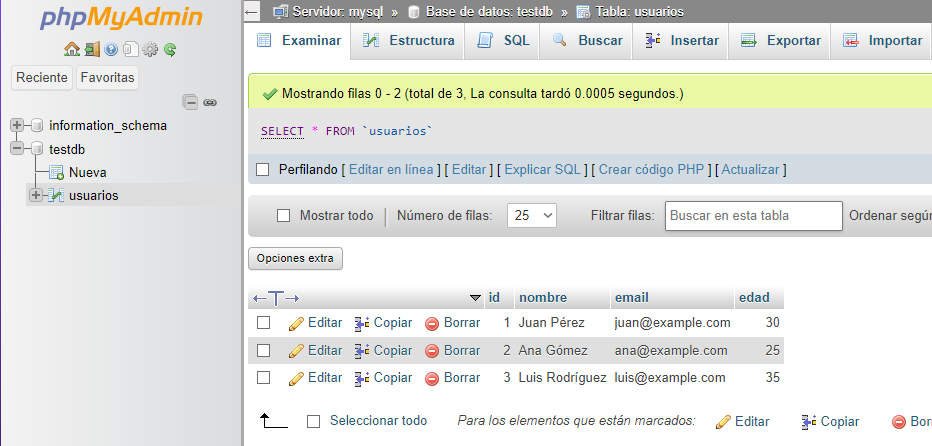 phpMyAdmin
Reciente Favoritas
information_schema
testdb
Nueva
usuarios
Servidor: mysql » Base de datos: testdb » Tabla: usuarios
Examinar Estructura SQL Buscar Insertar Exportar Importar
Mostrando filas 0 - 2 (total de 3, La consulta tardó 0.0005 segundos.)
SELECT * FROM `usuarios`
Perfilando [ Editar en línea ] [ Editar ] [ Explicar SQL ] [ Crear código PHP ] [ Actualizar ]
Mostrar todo Número de filas: 25 Filtrar filas: Buscar en esta tabla Ordenar según
Opciones extra
id nombre email edad
Editar Copiar Borrar 1 Juan Pérez juan@example.com 30
Editar Copiar Borrar 2 Ana Gómez ana@example.com 25
Editar Copiar Borrar 3 Luis Rodríguez luis@example.com 35
Seleccionar todo Para los elementos que están marcados: Editar Copiar Bor